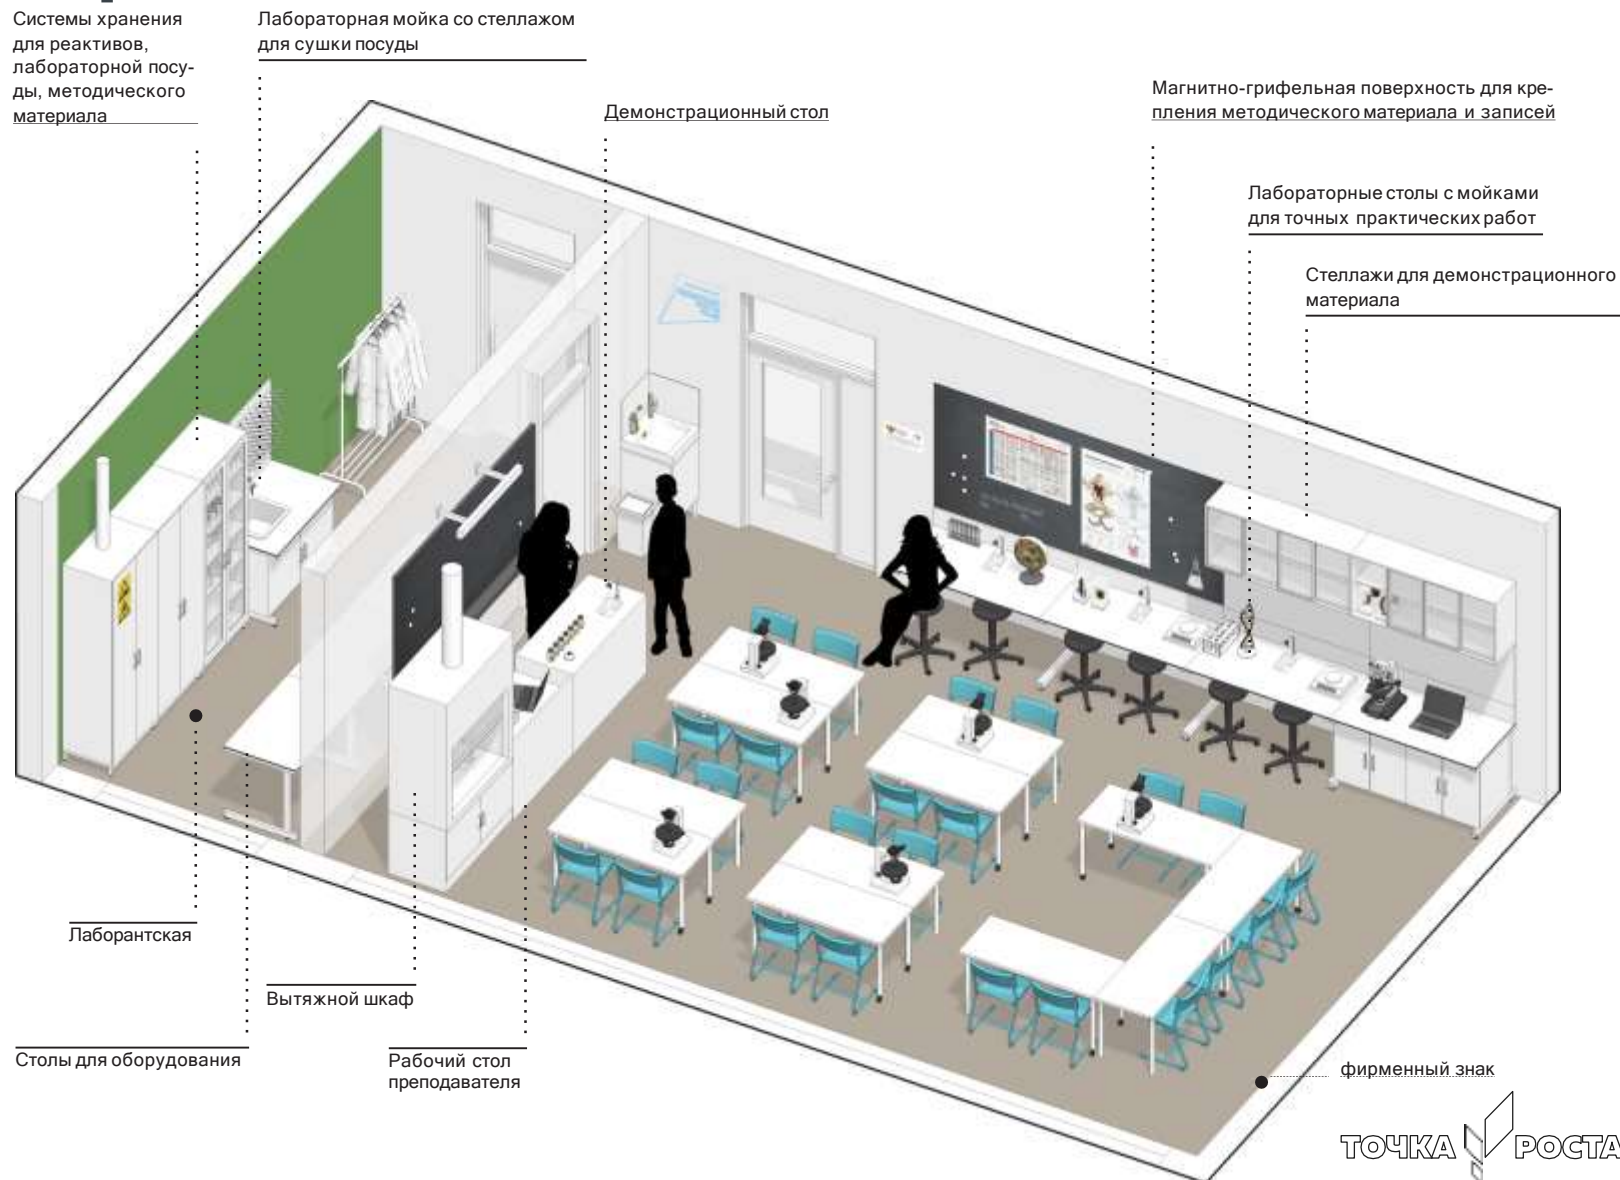 Системы хранения
для реактивов,
лабораторной посу-
ды, методического
материала
Лабораторная мойка со стеллажом
для сушки посуды
Демонстрационный стол
Магнитно-грифельная поверхность для кре-
пления методического материала и записей
Лабораторные столы с мойками
для точных практических работ
Стеллажи для демонстрационного
материала
Лаборантская
Вытяжной шкаф
Столы для оборудования
Рабочий стол
преподавателя
фирменный знак
ТОЧКА РОСТА